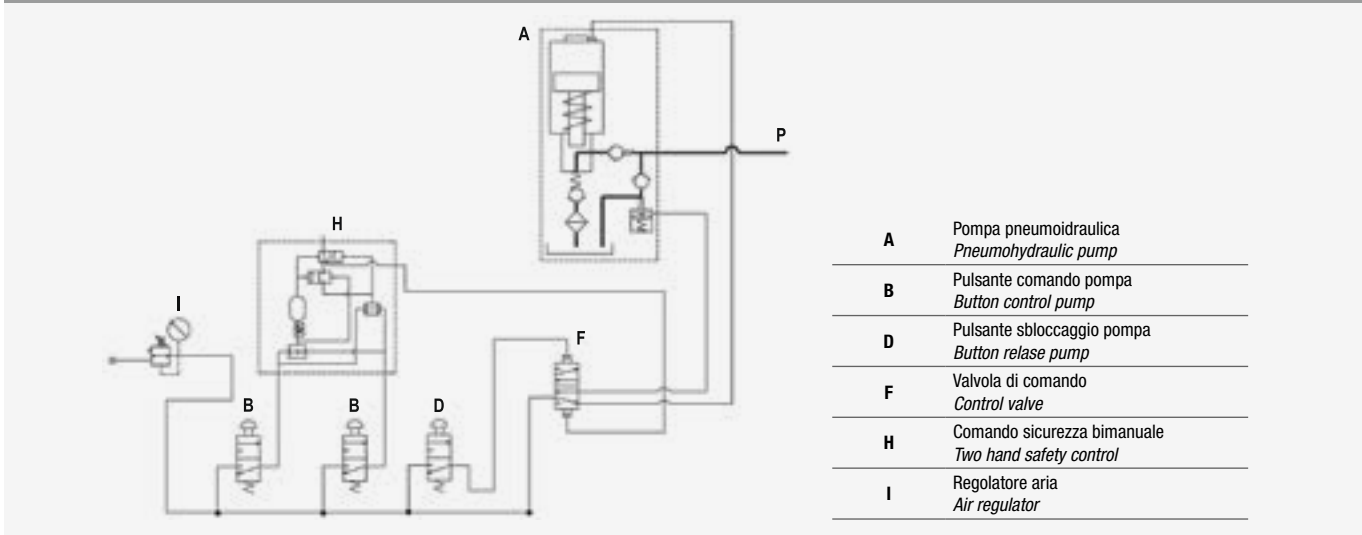 A
P
H
I
F
B
B
D
A Pompa pneumoidraulica
Pneumohydraulic pump
B Pulsante comando pompa
Button control pump
D Pulsante sbloccaggio pompa
Button relase pump
F Valvola di comando
Control valve
H Comando sicurezza bimanuale
Two hand safety control
I Regolatore aria
Air regulator